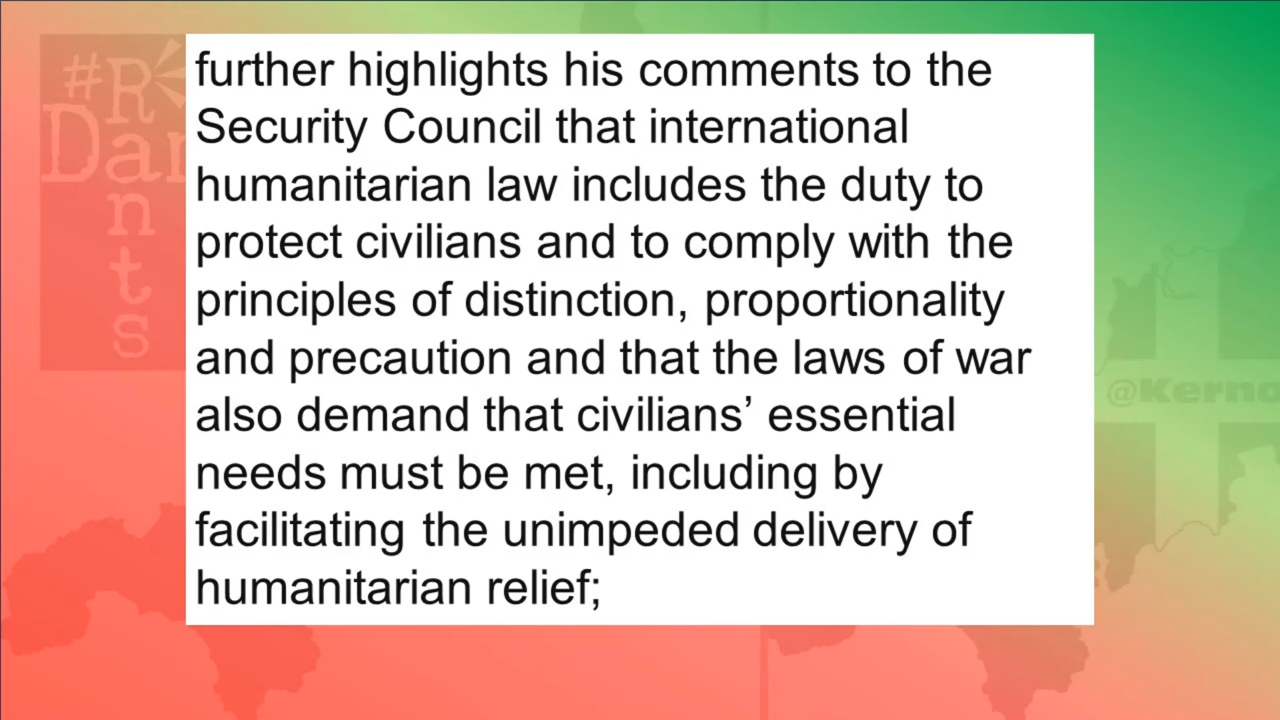 further highlights his comments to the
Security Council that international
humanitarian law includes the duty to
protect civilians and to comply with the
principles of distinction, proportionality
and precaution and that the laws of war
also demand that civilians’ essential
needs must be met, including by
facilitating the unimpeded delivery of
humanitarian relief;
#R
Dar
n
t
s
@Kerno